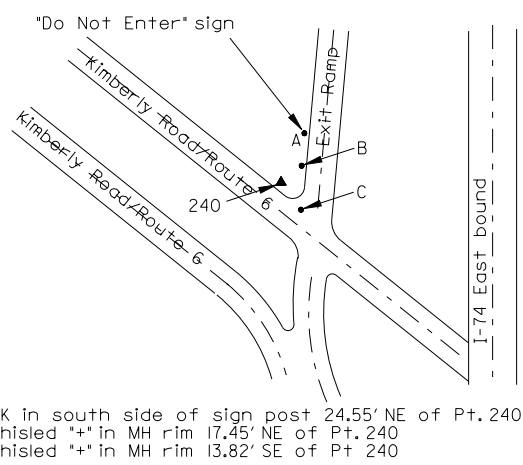 "Do Not Enter" sign
Kimberly Road/Route 6
Exit Ramp
A
B
Kimberly Road/Route 6
240
C
I-74 East bound
K in south side of sign post 24.55' NE of Pt. 240
hisled "+" in MH rim 17.45' NE of Pt. 240
hisled "+" in MH rim 13.82' SE of Pt. 240